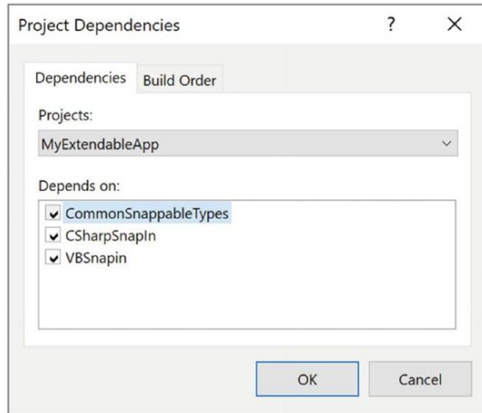 Project Dependencies ? ✕
Dependencies Build Order
Projects:
MyExtendableApp
Depends on:
CommonSnappableTypes
CSharpSnapIn
VBSnapin
OK Cancel